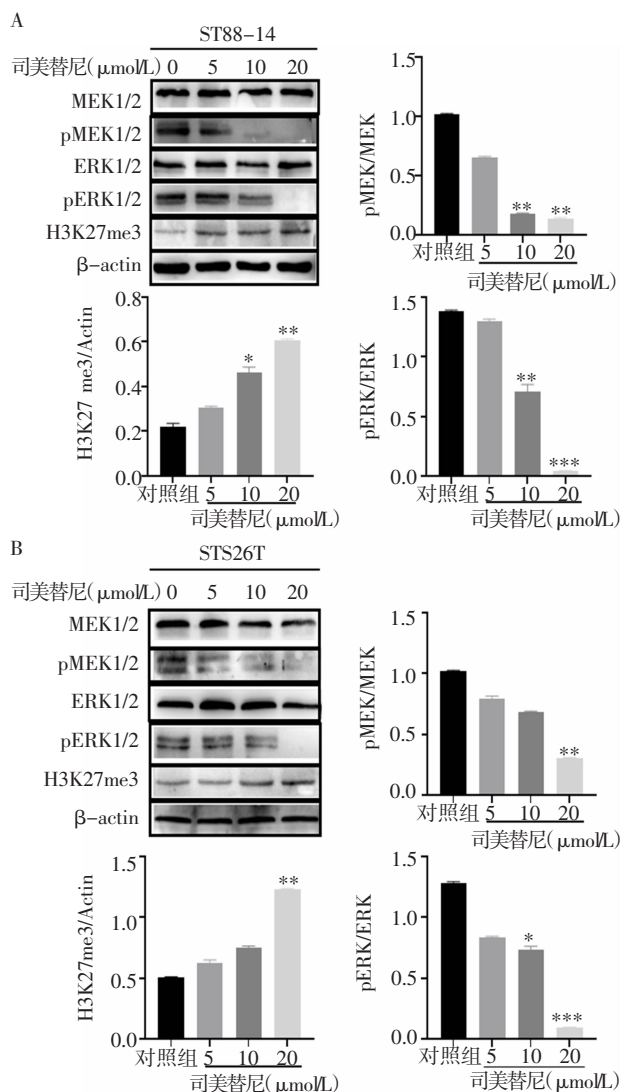 A
ST88-14
司美替尼(μmol/L) 0 5 10 20
MEK1/2
pMEK1/2
ERK1/2
pERK1/2
H3K27me3
β-actin
pMEK/MEK
1.5
1.0
0.5
0.0
** **
对照组 5 10 20
司美替尼(μmol/L)
H3K27 me3/Actin
0.8
0.6
0.4
0.2
0.0
* **
对照组 5 10 20
司美替尼(μmol/L)
pERK/ERK
1.5
1.0
0.5
0.0
** ***
对照组 5 10 20
司美替尼(μmol/L)
B
STS26T
司美替尼(μmol/L) 0 5 10 20
MEK1/2
pMEK1/2
ERK1/2
pERK1/2
H3K27me3
β-actin
pMEK/MEK
1.5
1.0
0.5
0.0
**
对照组 5 10 20
司美替尼(μmol/L)
H3K27me3/Actin
1.5
1.0
0.5
0.0
**
对照组 5 10 20
司美替尼(μmol/L)
pERK/ERK
1.5
1.0
0.5
0.0
* ***
对照组 5 10 20
司美替尼(μmol/L)